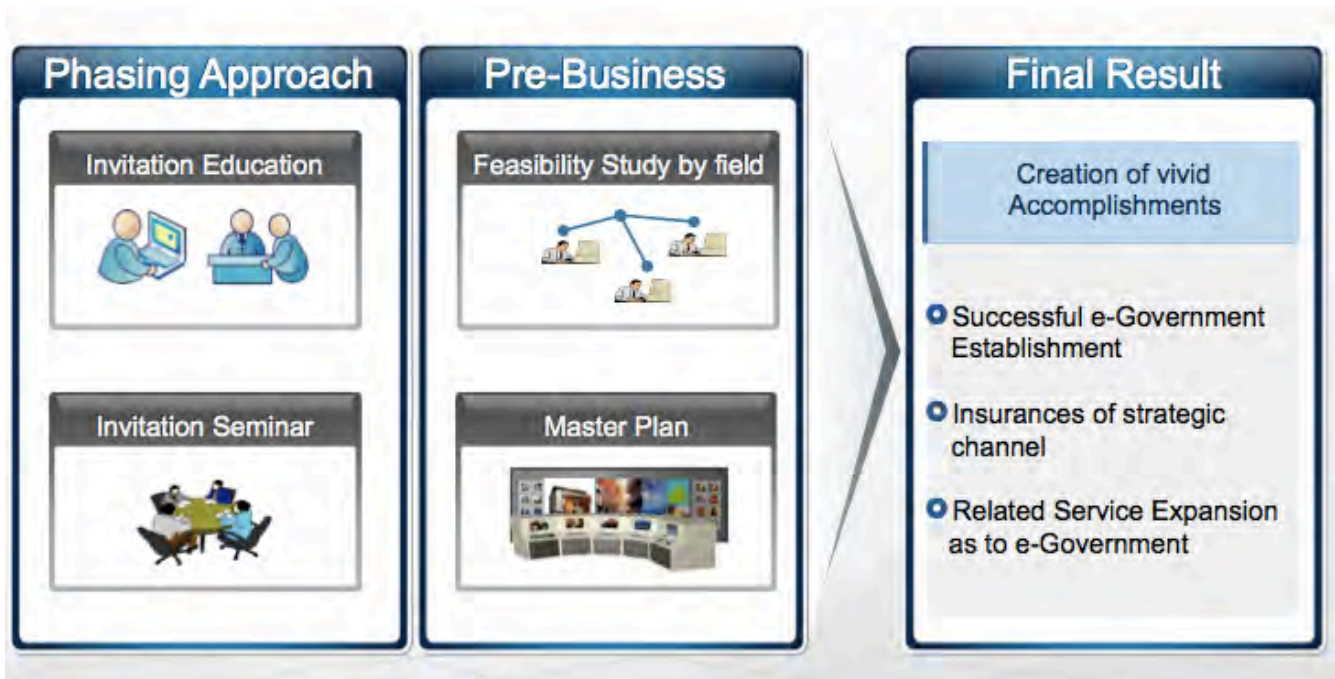 Phasing Approach
Invitation Education
Invitation Seminar
Pre-Business
Feasibility Study by field
Master Plan
Final Result
Creation of vivid
Accomplishments
Successful e-Government
Establishment
Insurances of strategic
channel
Related Service Expansion
as to e-Government